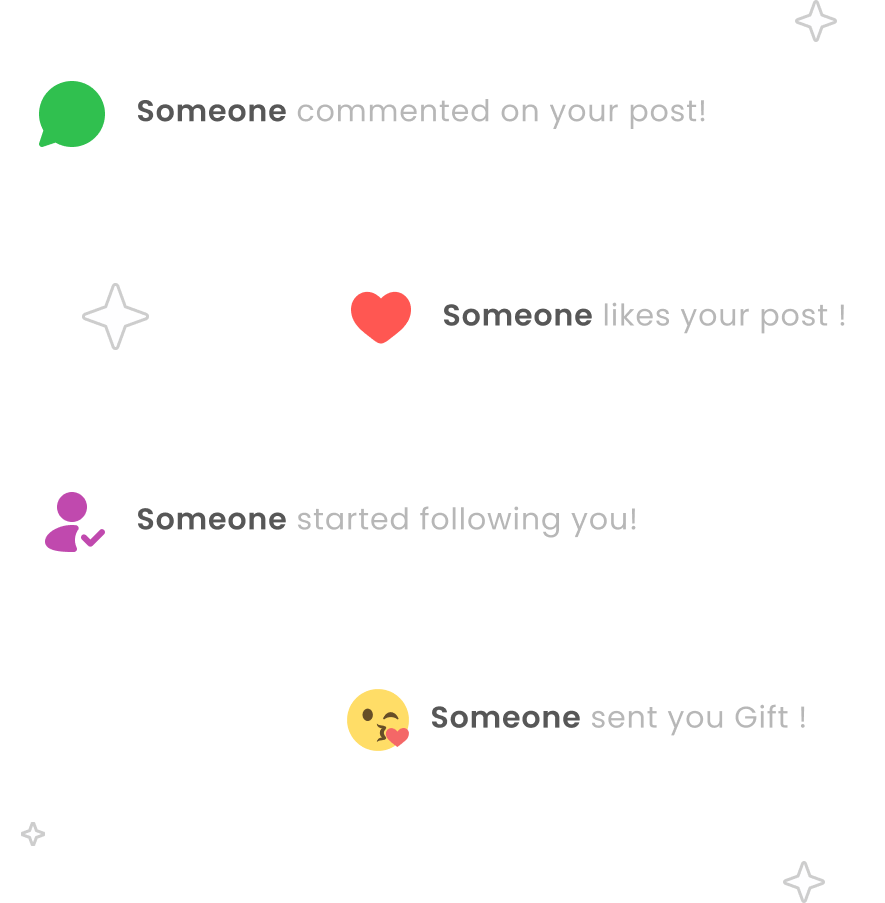 Someone commented on your post!
Someone likes your post !
Someone started following you!
Someone sent you Gift !